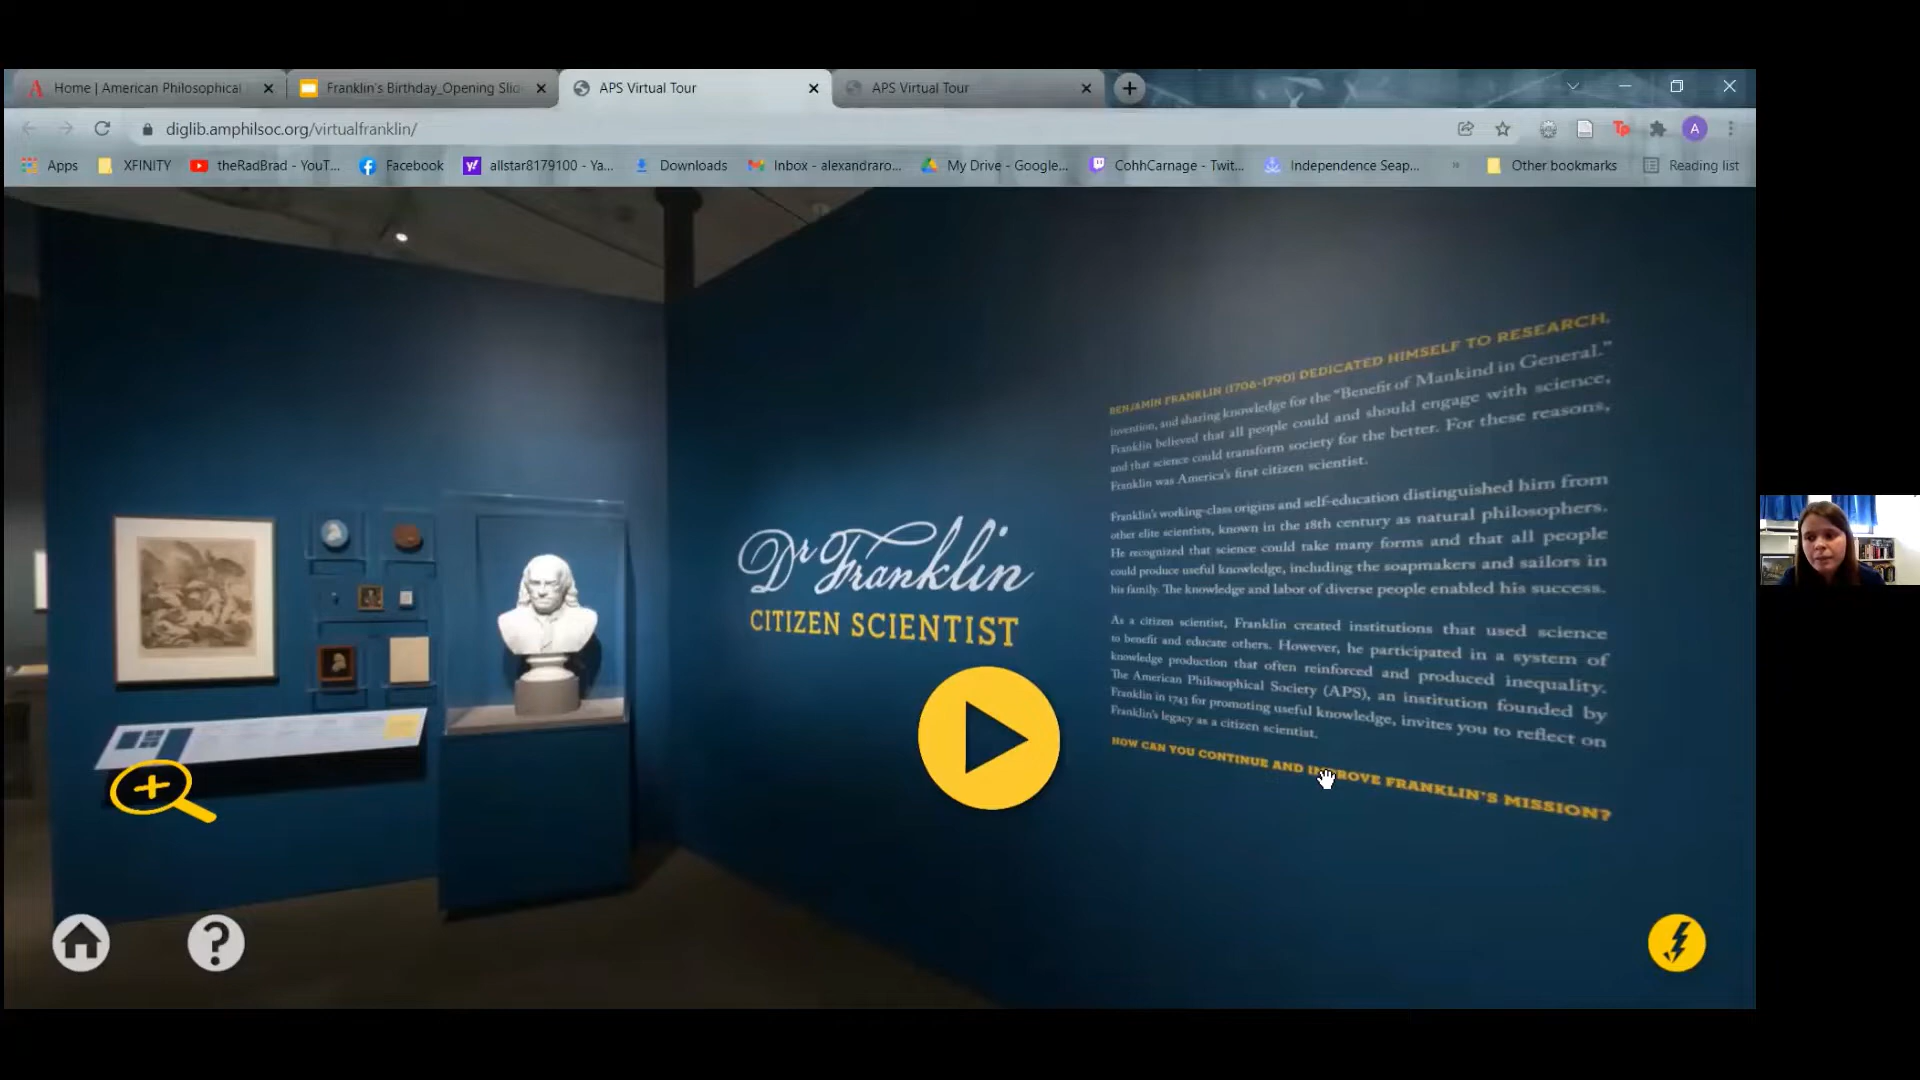 Home | American Philosophical
Franklin's Birthday_Opening Slid
APS Virtual Tour
APS Virtual Tour
diglib.amphilsoc.org/virtualfranklin/
Tp
A
Apps
XFINITY
theRadBrad - YouT...
Facebook
allstar8179100 - Ya...
Downloads
Inbox - alexandraro...
My Drive - Google...
CohhCarnage - Twit...
Independence Seap...
»
Other bookmarks
Reading list
Dr Franklin
CITIZEN SCIENTIST
BENJAMIN FRANKLIN (1706-1790) DEDICATED HIMSELF TO RESEARCH,
invention, and sharing knowledge for the "Benefit of Mankind in General."
Franklin believed that all people could and should engage with science,
and that science could transform society for the better. For these reasons,
Franklin was America's first citizen scientist.
Franklin's working-class origins and self-education distinguished him from
other elite scientists, known in the 18th century as natural philosophers.
He recognized that science could take many forms and that all people
could produce useful knowledge, including the soapmakers and sailors in
his family. The knowledge and labor of diverse people enabled his success.
As a citizen scientist, Franklin created institutions that used science
to benefit and educate others. However, he participated in a system of
knowledge production that often reinforced and produced inequality.
The American Philosophical Society (APS), an institution founded by
Franklin in 1743 for promoting useful knowledge, invites you to reflect on
Franklin's legacy as a citizen scientist.
HOW CAN YOU CONTINUE AND IMPROVE FRANKLIN'S MISSION?